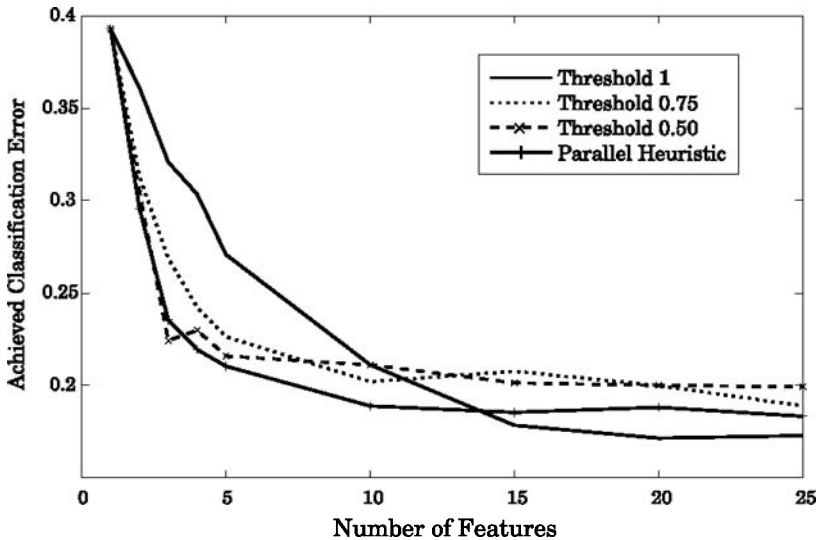 0.4
0.35
0.3
0.25
0.2
Achieved Classification Error
Threshold 1
Threshold 0.75
Threshold 0.50
Parallel Heuristic
0 5 10 15 20 25
Number of Features